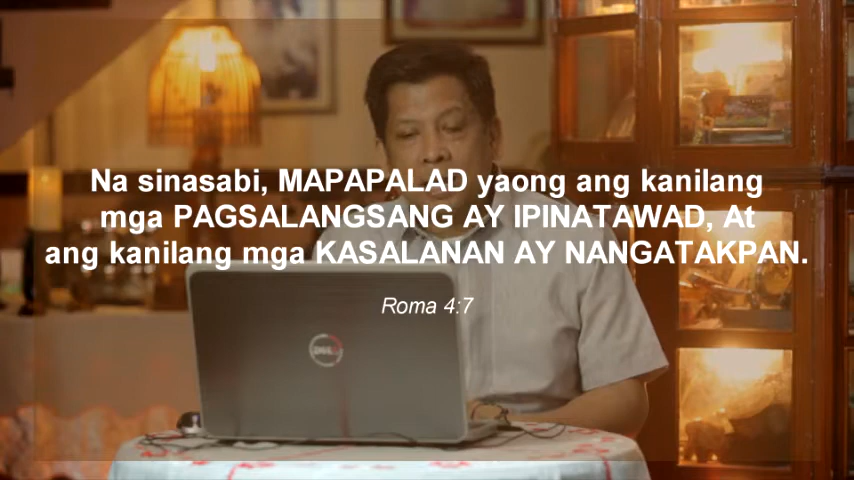 Na sinasabi, MAPAPALAD yaong ang kanilang
mga PAGSALANGSANG AY IPINATAWAD, At
ang kanilang mga KASALANAN AY NANGATAKPAN.
Roma 4:7
DELL